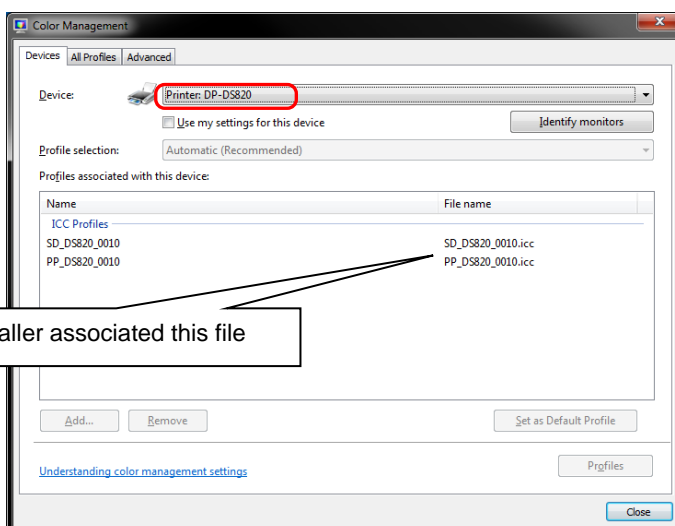 Color Management
Devices All Profiles Advanced
Device: Printer: DP-DS820
Use my settings for this device Identify monitors
Profile selection: Automatic (Recommended)
Profiles associated with this device:
Name File name
ICC Profiles
SD_DS820_0010 SD_DS820_0010.icc
PP_DS820_0010 PP_DS820_0010.icc
aller associated this file
Add... Remove Set as Default Profile
Understanding color management settings Profiles
Close